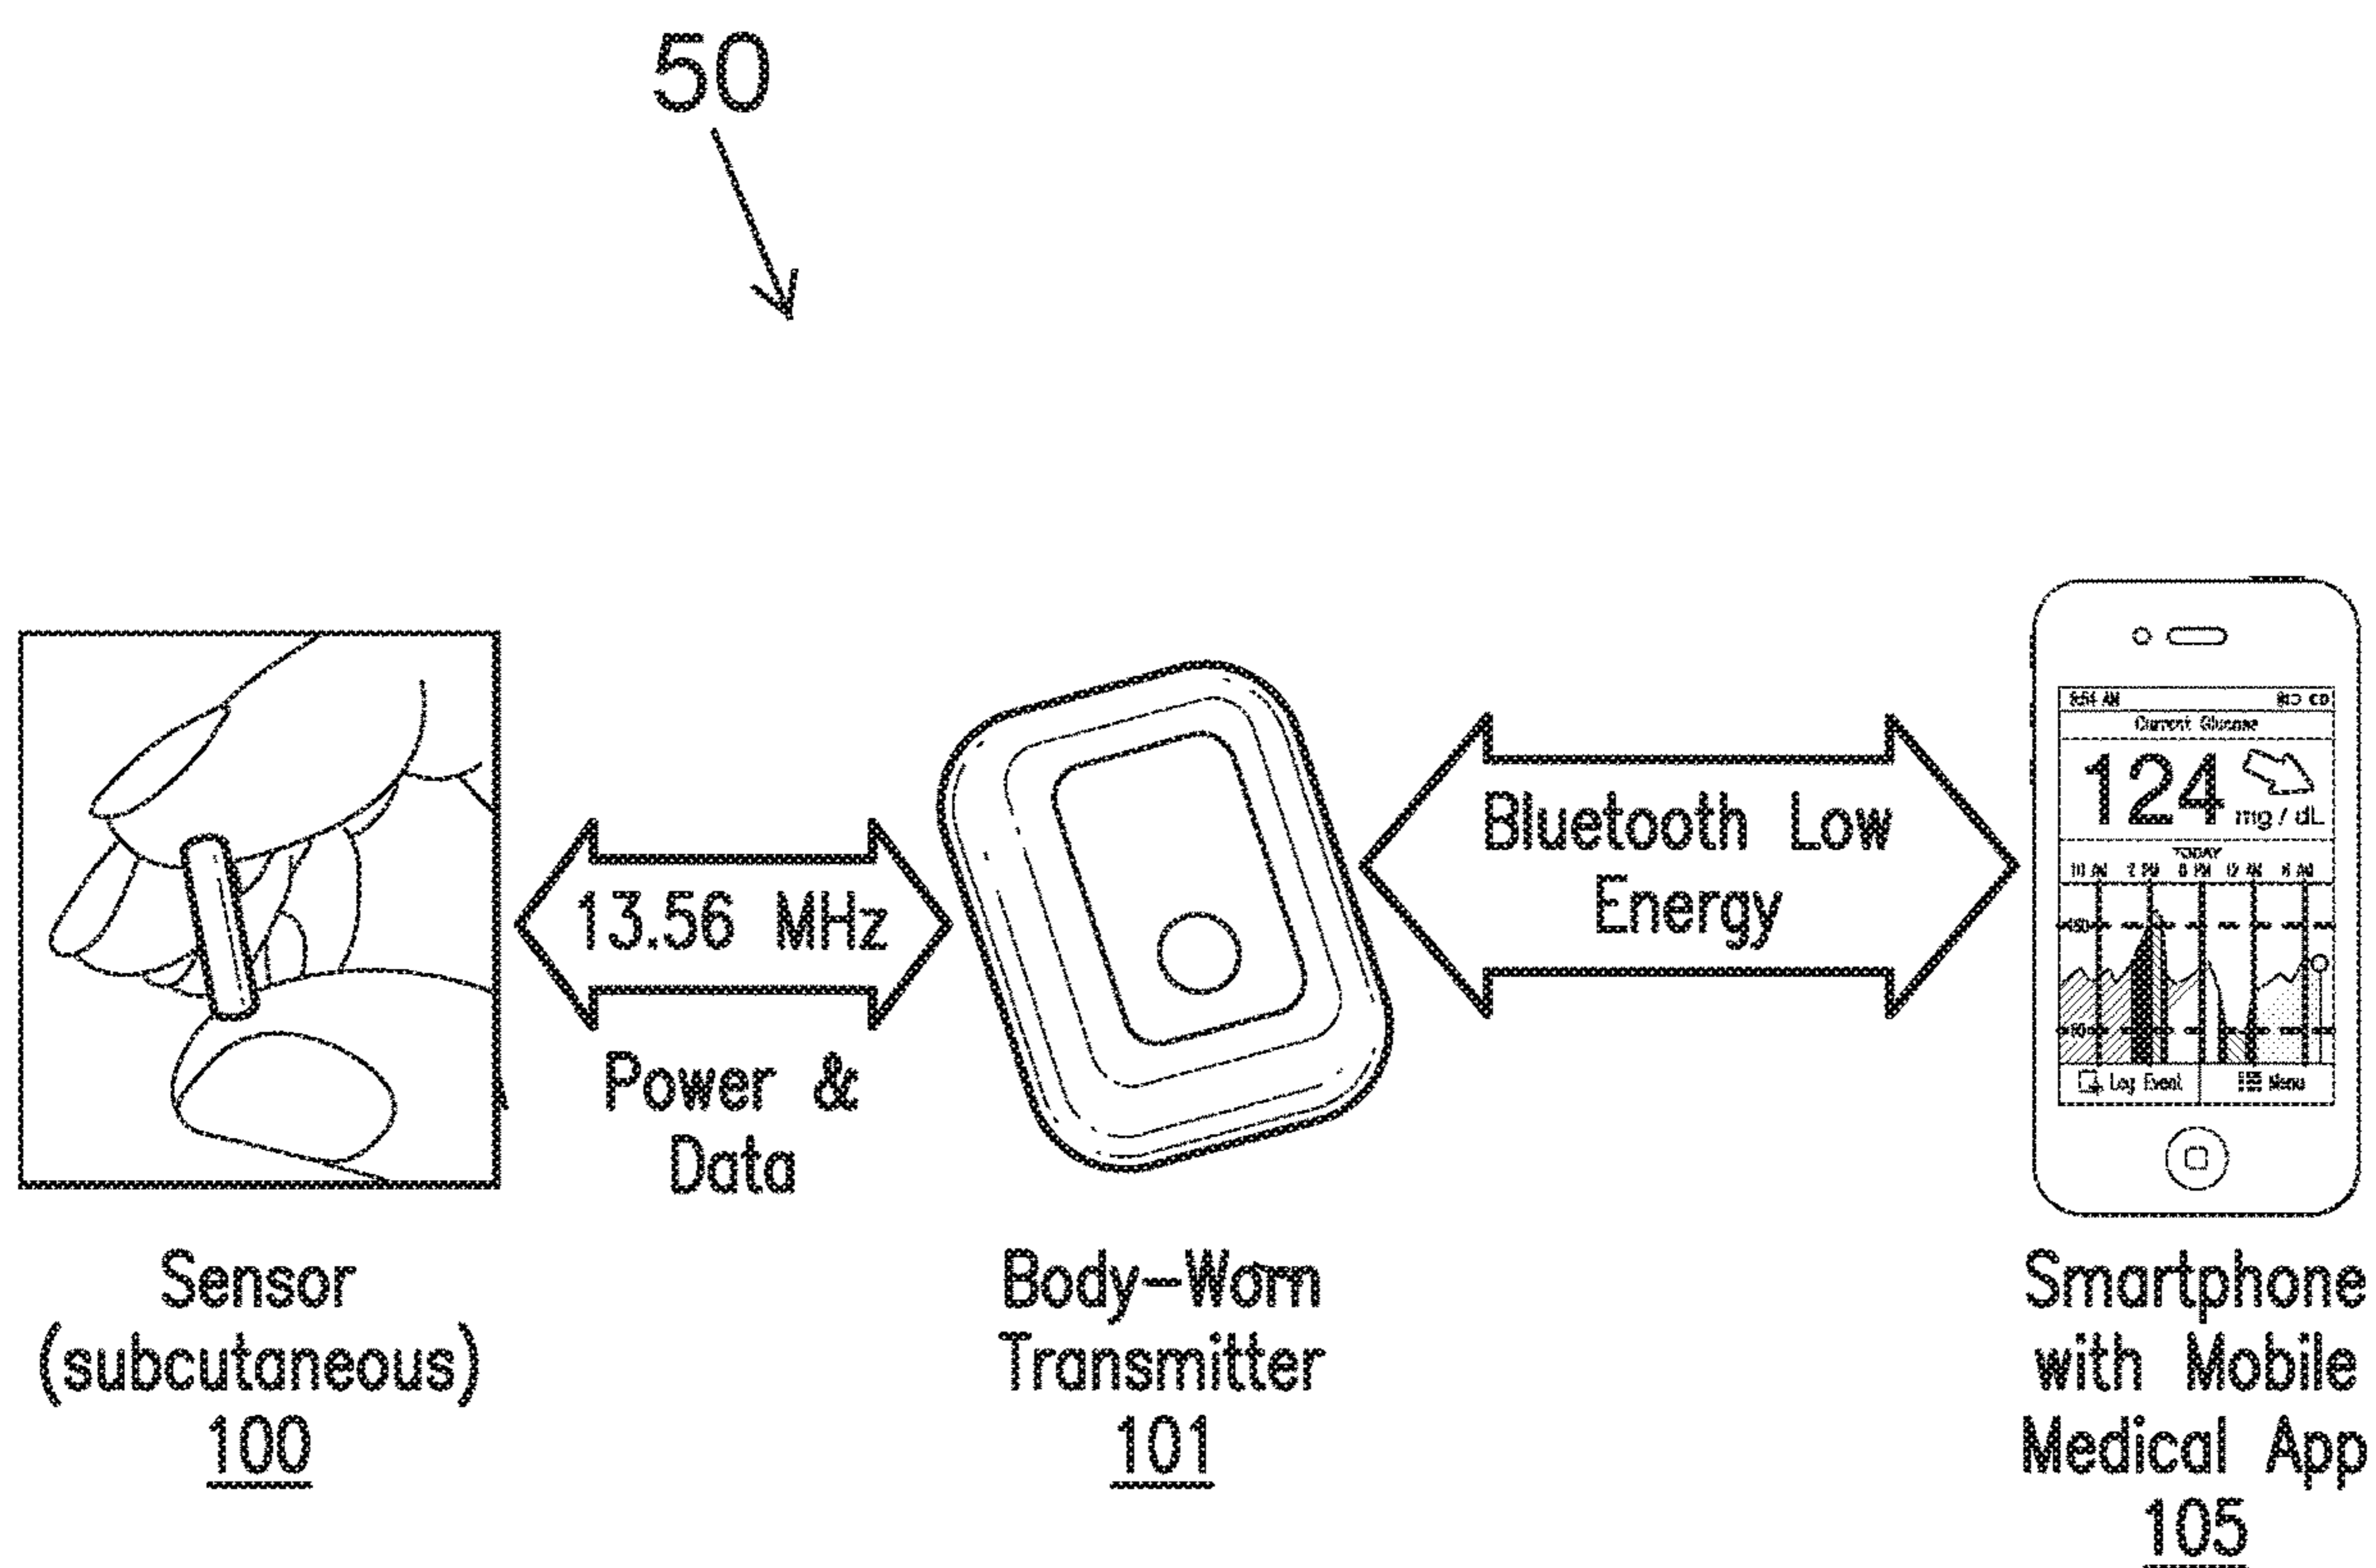 50
13.56 MHz
Power &
Data
Bluetooth Low
Energy
Current Glucose
124
mg / dL
TODAY
Log Event
Menu
Sensor
(subcutaneous)
100
Body-Worn
Transmitter
101
Smartphone
with Mobile
Medical App
105